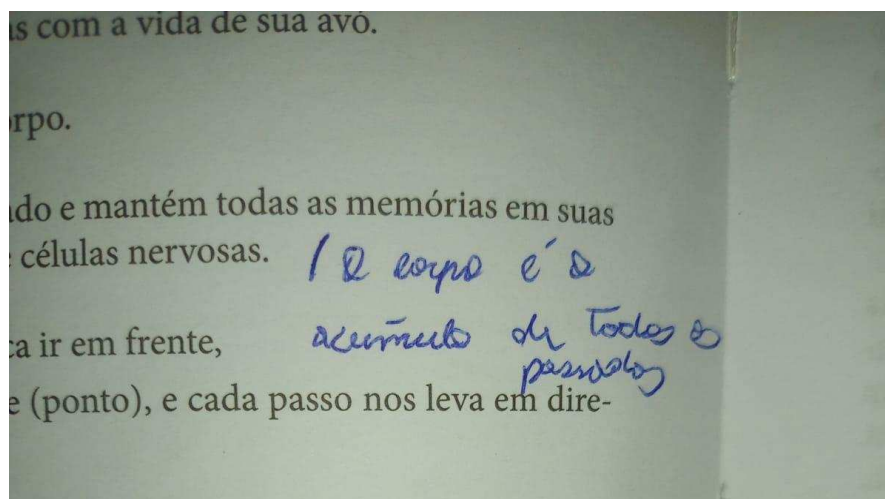 s com a vida de sua avó.
rpo.
do e mantém todas as memórias em suas
células nervosas. / O corpo é o
ca ir em frente, acúmulo de todos os
passados
e (ponto), e cada passo nos leva em dire-